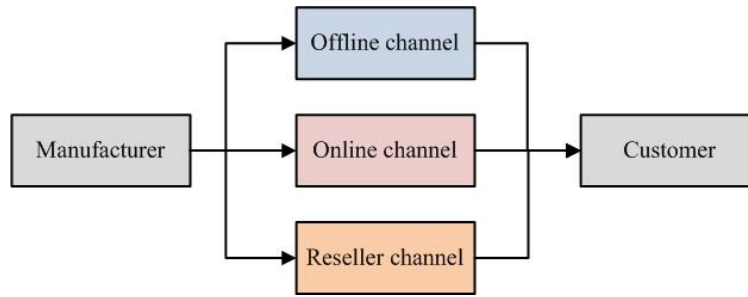 Offline channel
Manufacturer
Online channel
Customer
Reseller channel